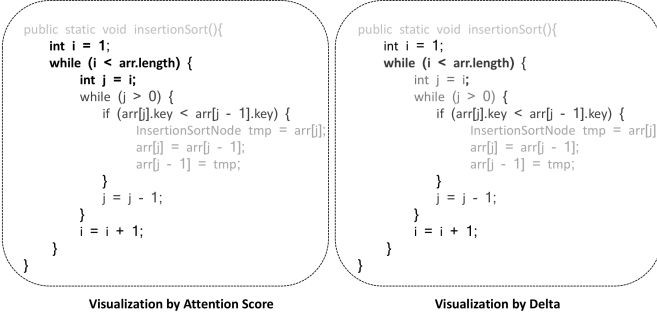 public static void insertionSort(){
int i = 1;
while (i < arr.length) {
int j = i;
while (j > 0) {
if (arr[j].key < arr[j - 1].key) {
InsertionSortNode tmp = arr[j];
arr[j] = arr[j - 1];
arr[j - 1] = tmp;
}
j = j - 1;
}
i = i + 1;
}
}
Visualization by Attention Score
public static void insertionSort(){
int i = 1;
while (i < arr.length) {
int j = i;
while (j > 0) {
if (arr[j].key < arr[j - 1].key) {
InsertionSortNode tmp = arr[j]
arr[j] = arr[j - 1];
arr[j - 1] = tmp;
}
j = j - 1;
}
i = i + 1;
}
}
Visualization by Delta